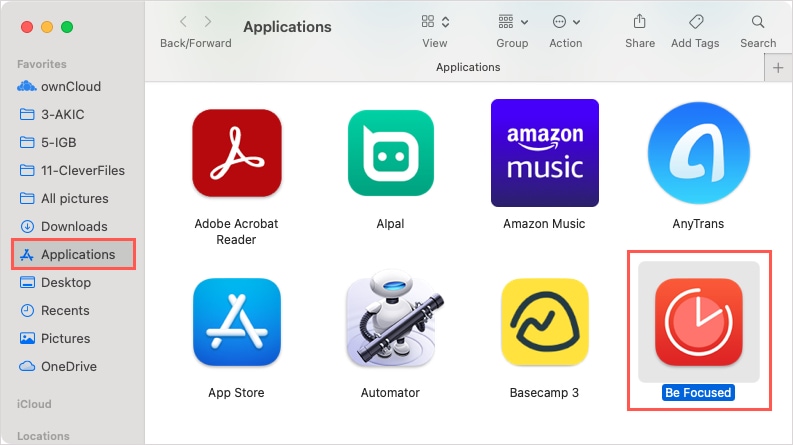 Back/Forward
Applications
View
Group
Action
Share
Add Tags
Search
Applications
Favorites
ownCloud
3-AKIC
5-IGB
11-CleverFiles
All pictures
Downloads
Applications
Desktop
Recents
Pictures
OneDrive
iCloud
Locations
amazon
music
Adobe Acrobat
Reader
AIpal
Amazon Music
AnyTrans
App Store
Automator
Basecamp 3
Be Focused